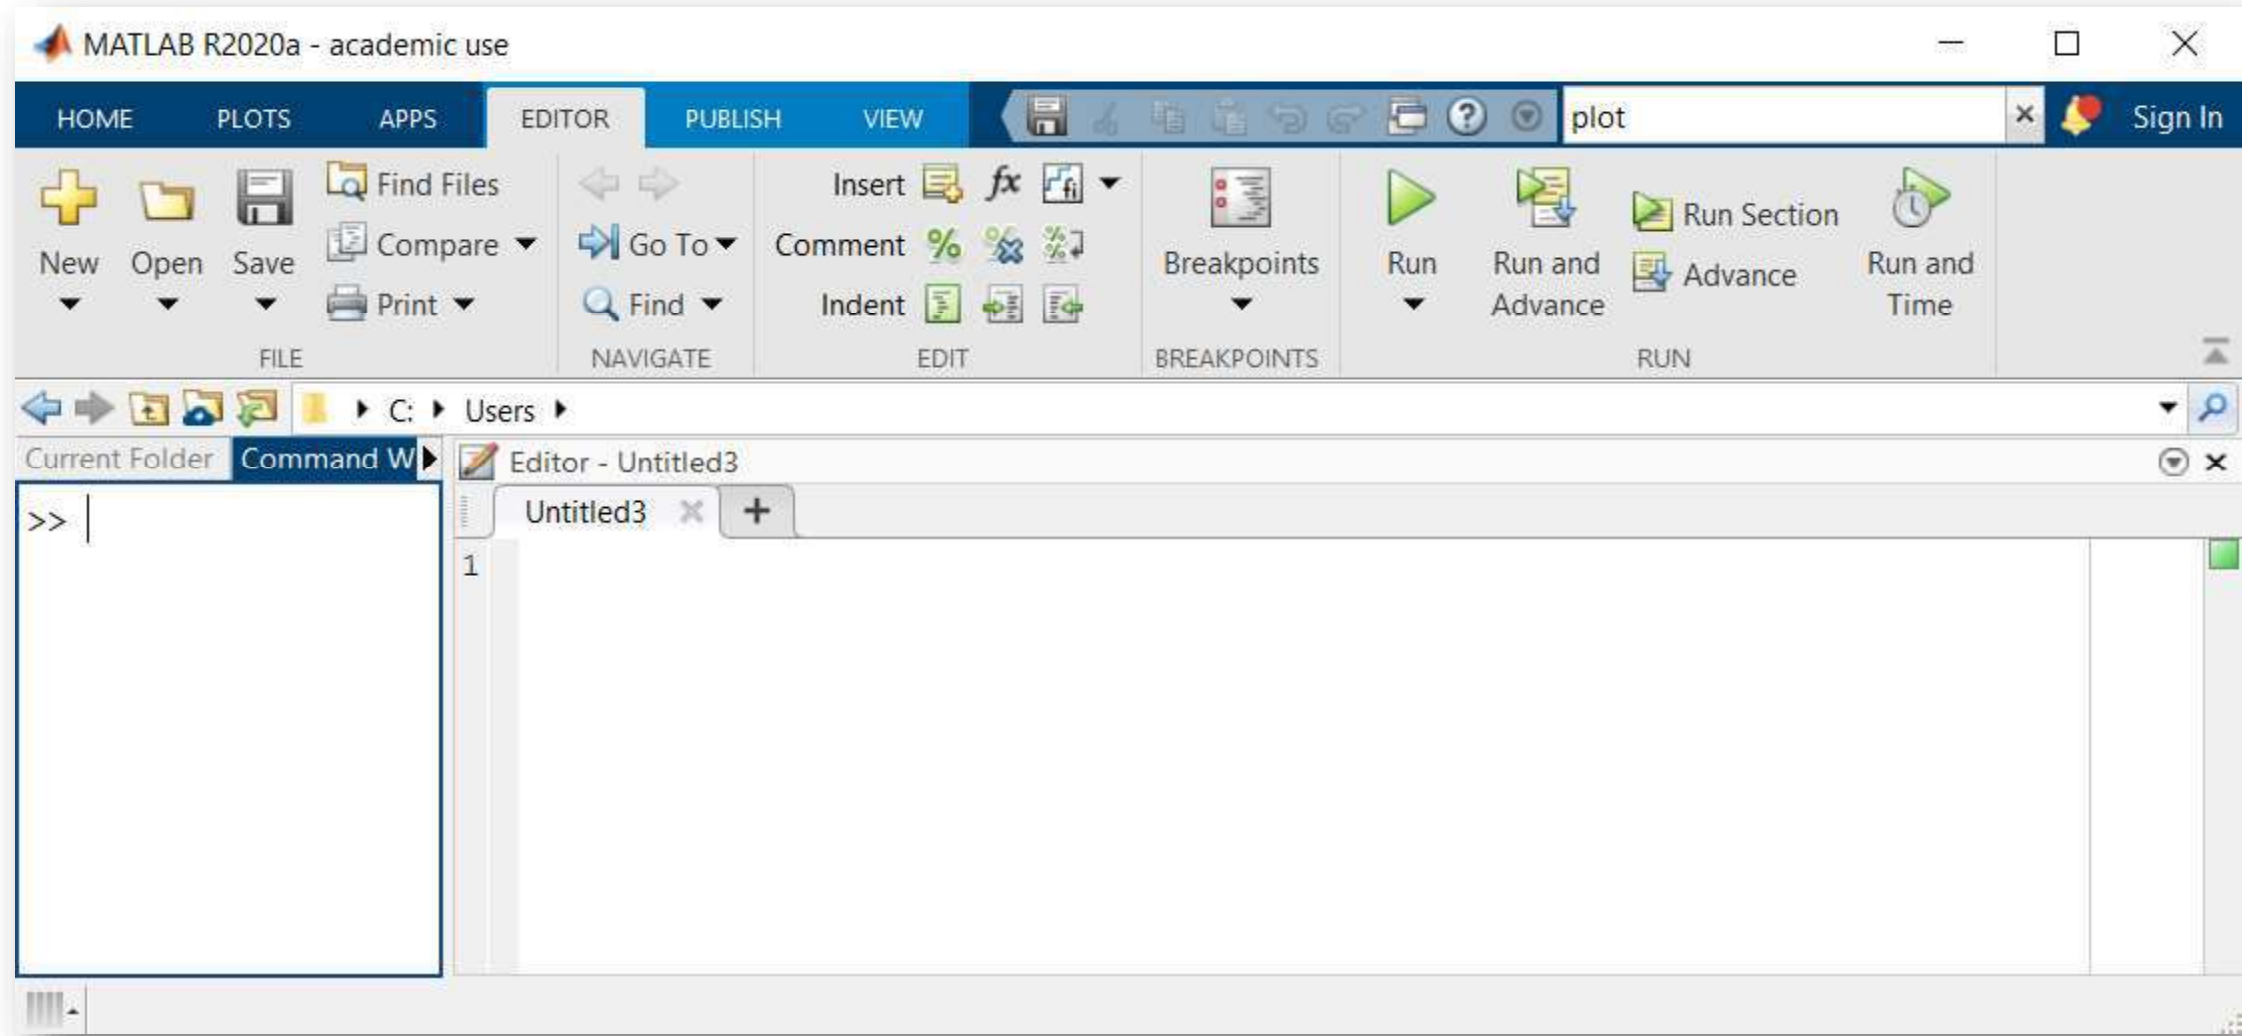 MATLAB R2020a - academic use
HOME PLOTS APPS EDITOR PUBLISH VIEW ? plot Sign In
New Open Save Find Files Compare Print
FILE
Go To Find
NAVIGATE
Insert fx fi
Comment % %
Indent
EDIT
Breakpoints
BREAKPOINTS
Run Run and Advance Run Section Advance Run and Time
RUN
C: Users
Current Folder Command W Editor - Untitled3
Untitled3 +
>>
1